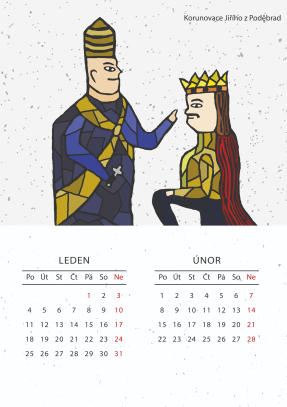 Korunovace Jiřího z Poděbrad
LEDEN
Po Út St Čt Pá So Ne
1 2 3
4 5 6 7 8 9 10
11 12 13 14 15 16 17
18 19 20 21 22 23 24
25 26 27 28 29 30 31
ÚNOR
Po Út St Čt Pá So Ne
1 2 3 4 5 6 7
8 9 10 11 12 13 14
15 16 17 18 19 20 21
22 23 24 25 26 27 28